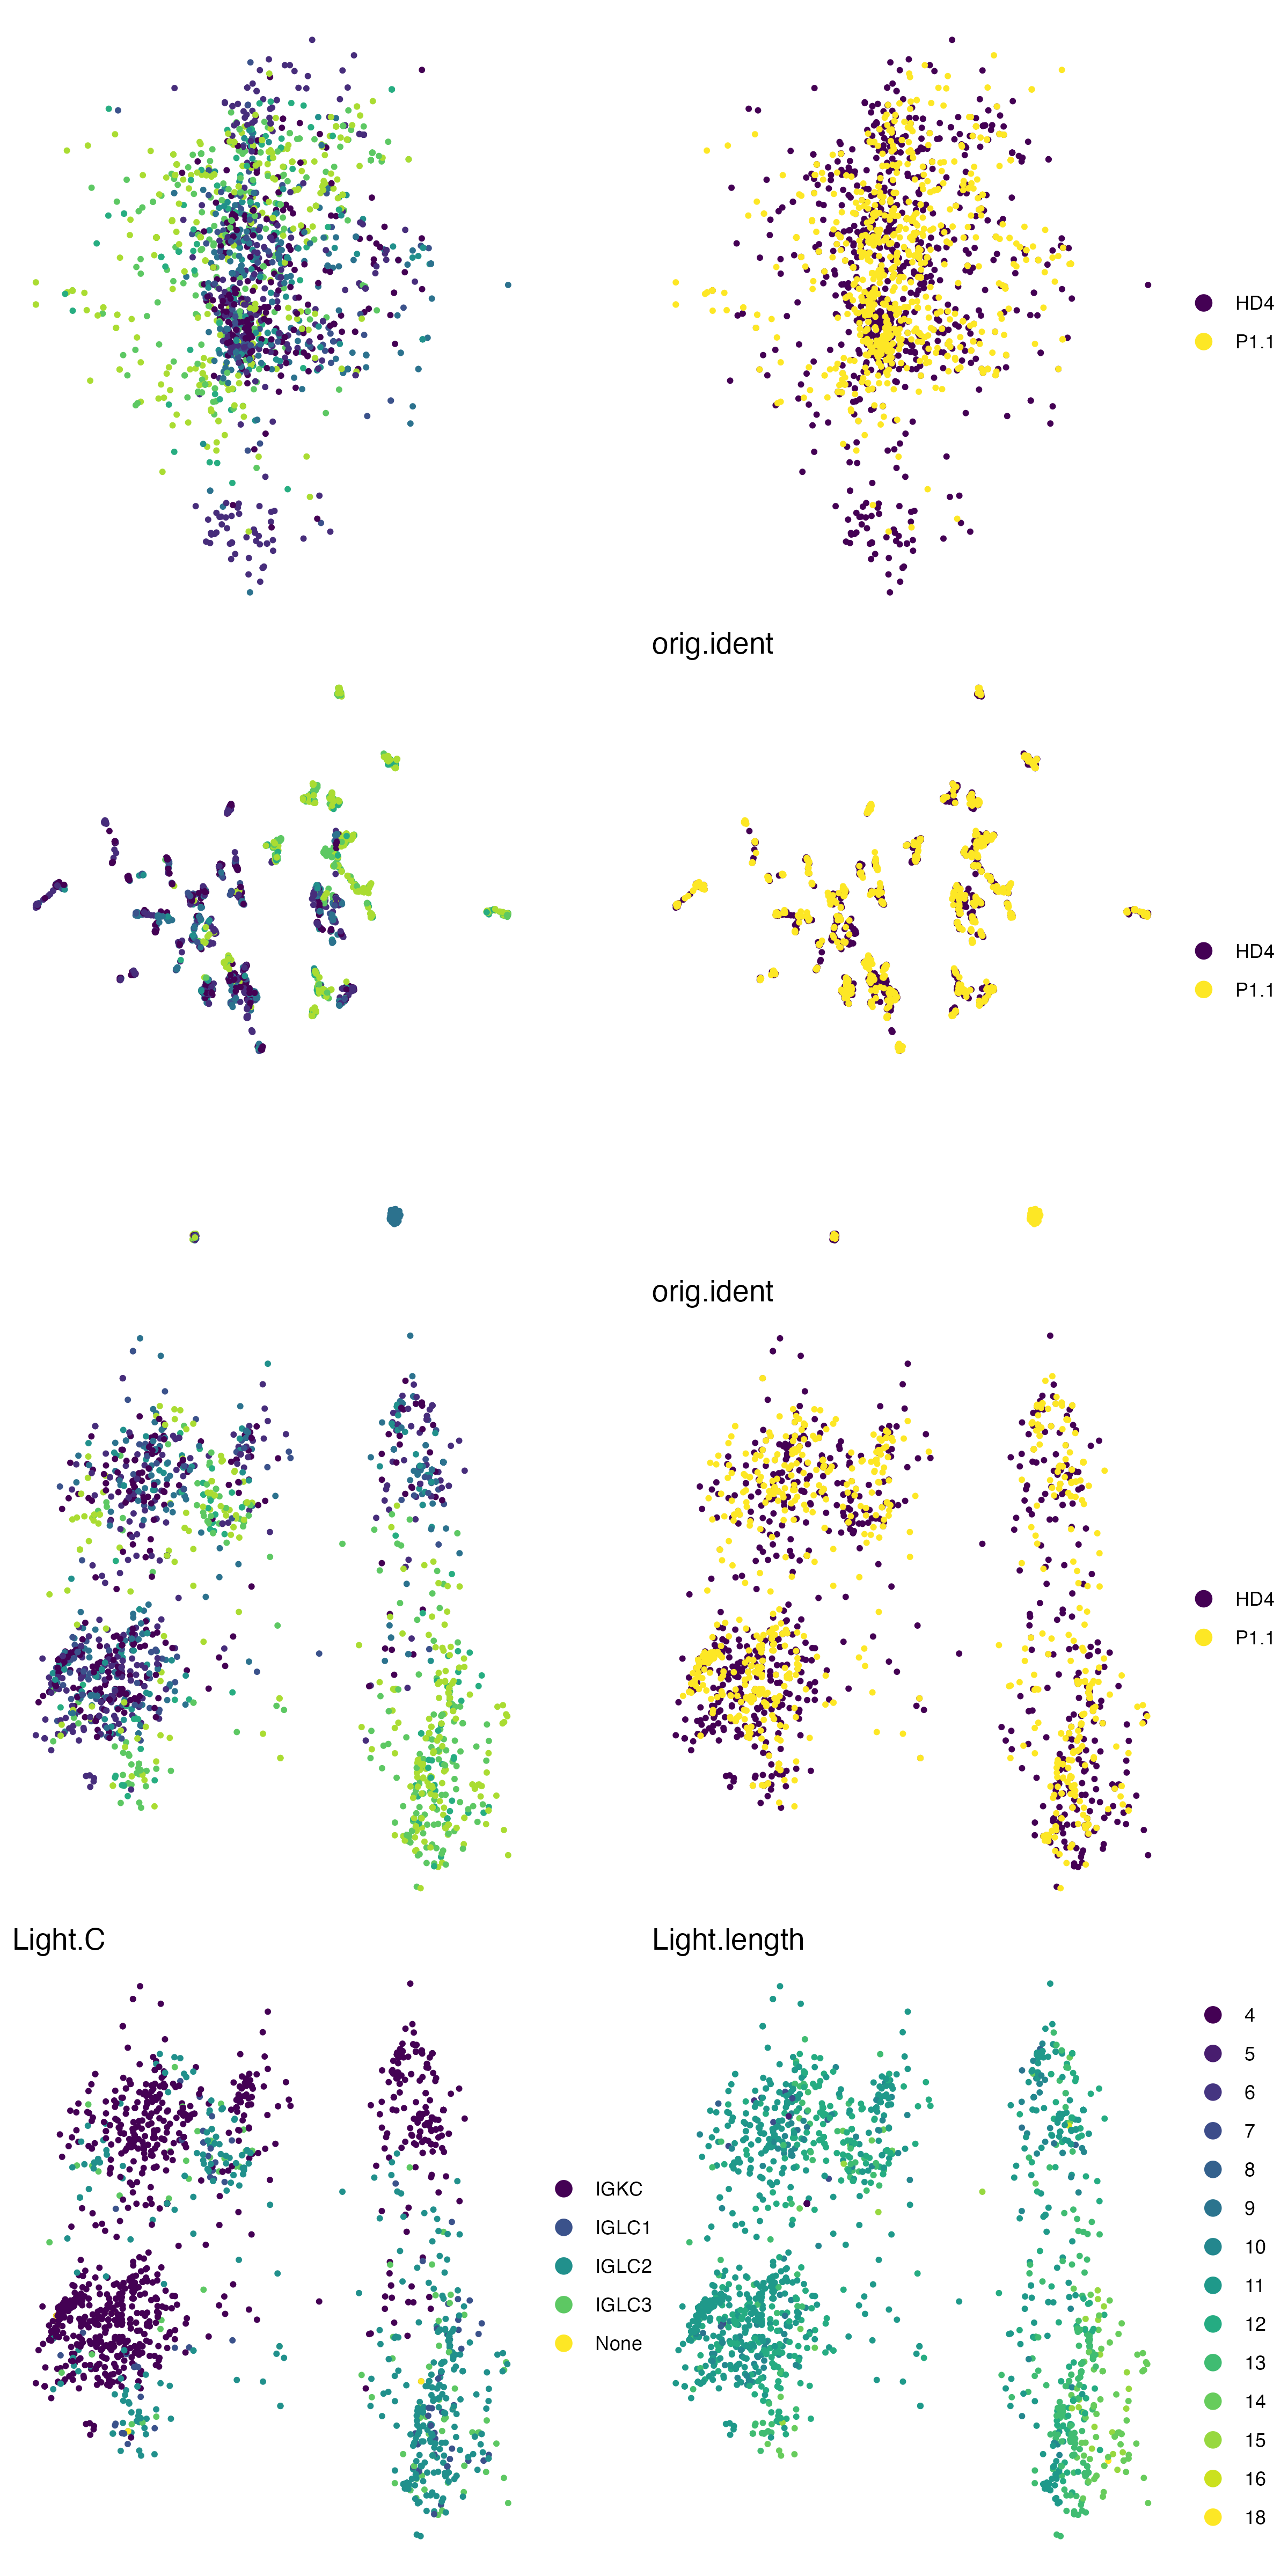 HD4
P1.1
orig.ident
HD4
P1.1
orig.ident
HD4
P1.1
Light.C
IGKC
IGLC1
IGLC2
IGLC3
None
Light.length
4
5
6
7
8
9
10
11
12
13
14
15
16
18